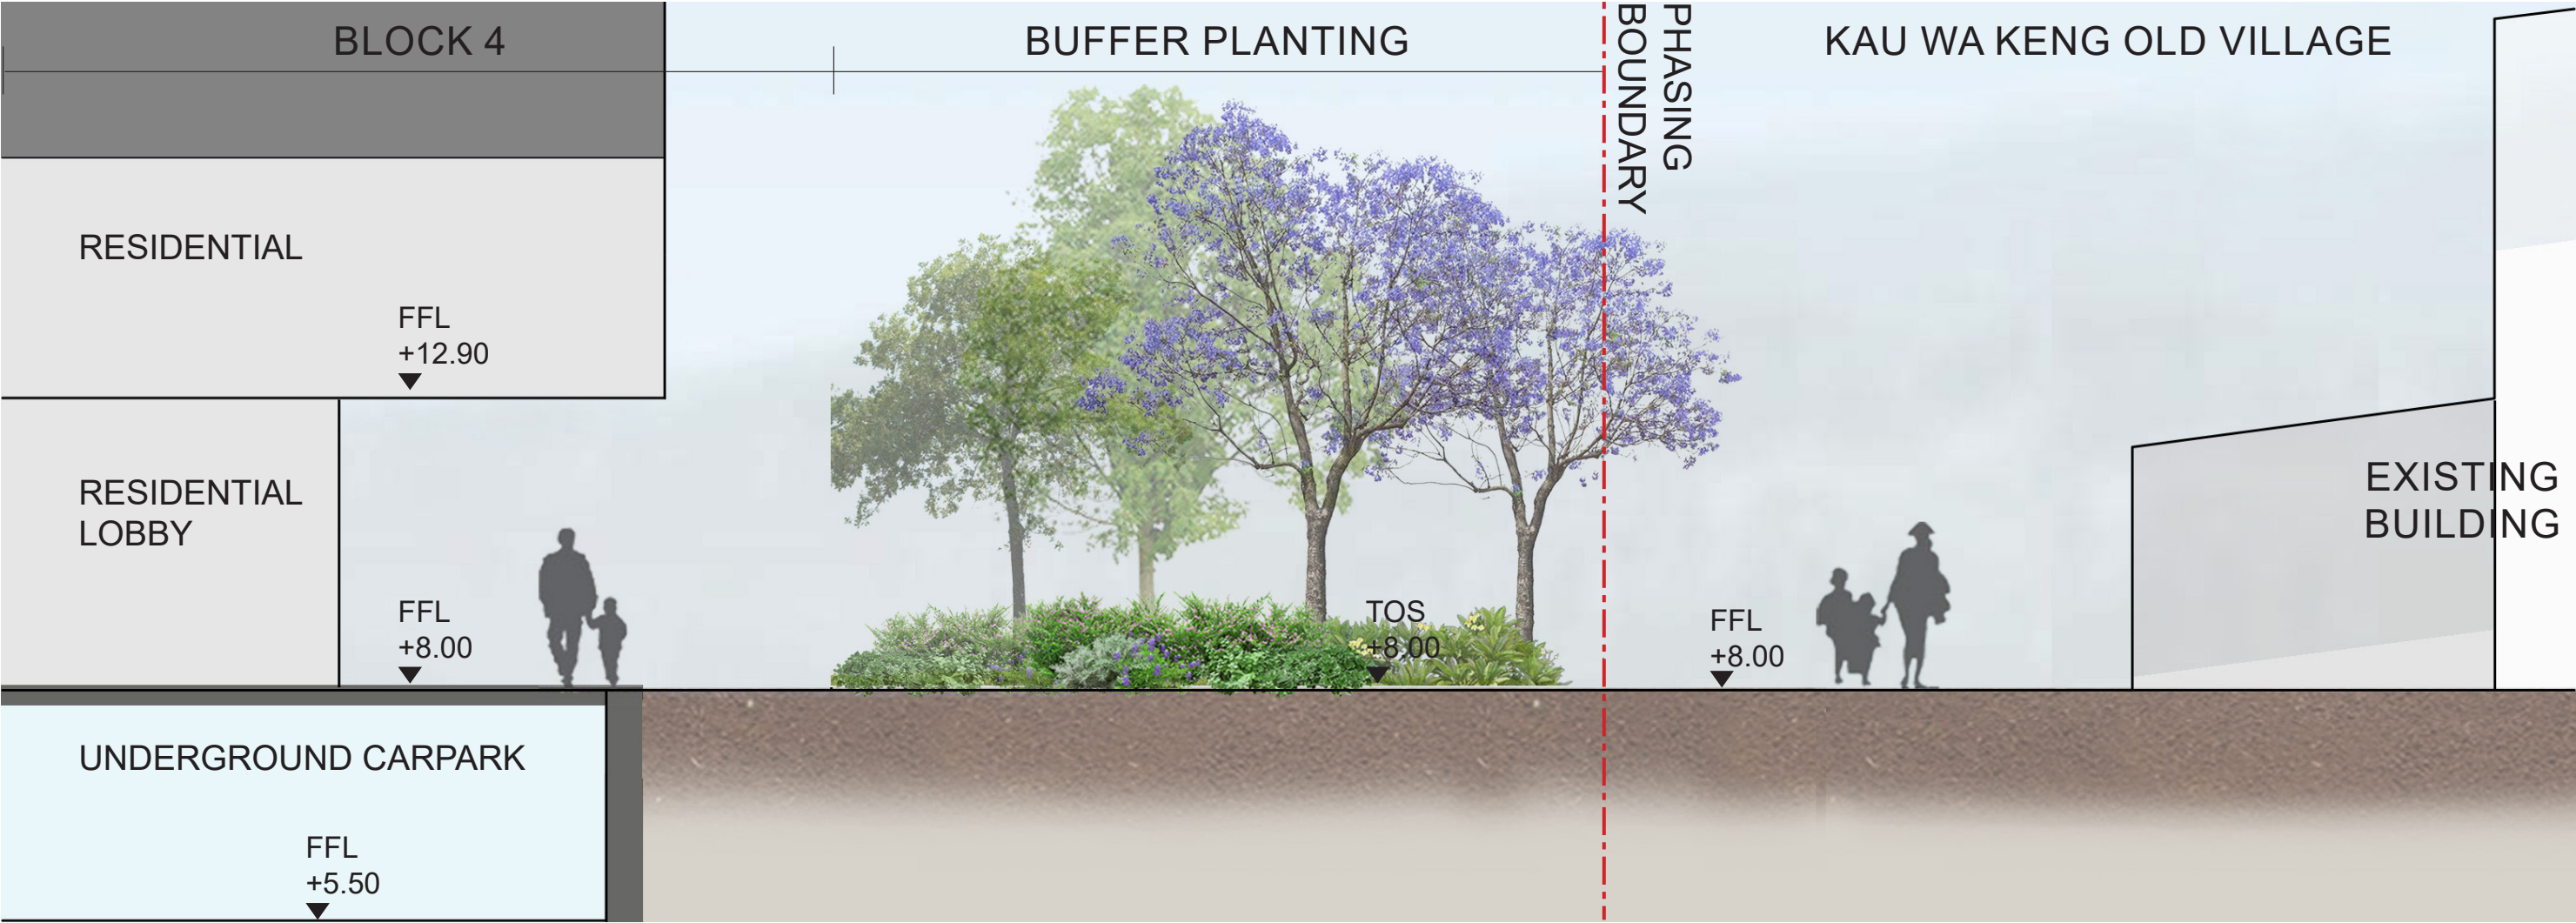 BLOCK 4
BUFFER PLANTING
PHASING
BOUNDARY
KAU WA KENG OLD VILLAGE
RESIDENTIAL
FFL
+12.90
RESIDENTIAL
LOBBY
FFL
+8.00
TOS
+8.00
FFL
+8.00
EXISTING
BUILDING
UNDERGROUND CARPARK
FFL
+5.50